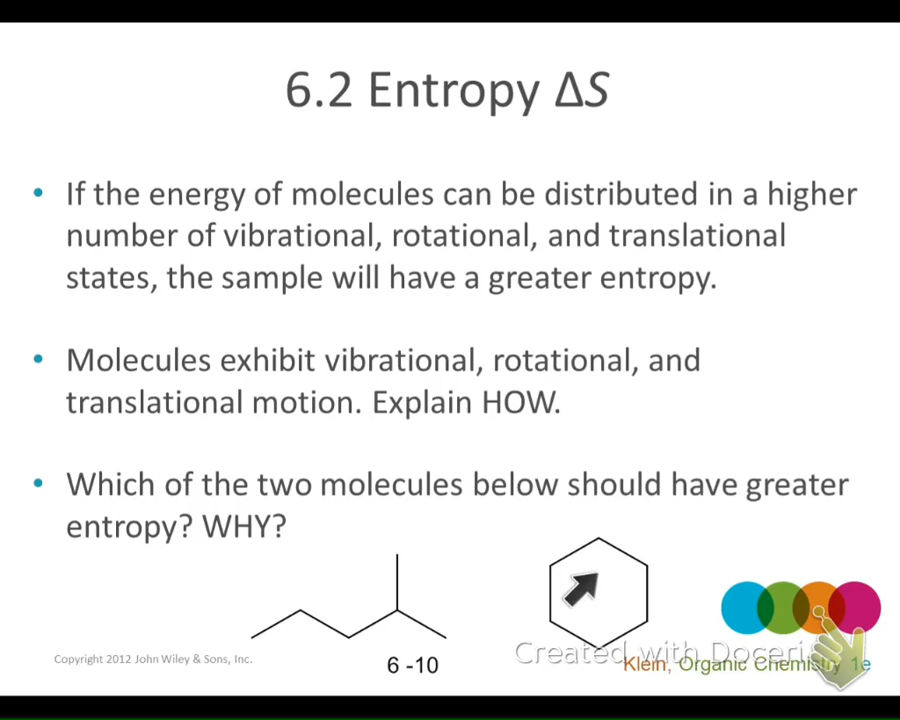 6.2 Entropy ΔS
• If the energy of molecules can be distributed in a higher
number of vibrational, rotational, and translational
states, the sample will have a greater entropy.
• Molecules exhibit vibrational, rotational, and
translational motion. Explain HOW.
• Which of the two molecules below should have greater
entropy? WHY?
Copyright 2012 John Wiley & Sons, Inc.
6 -10
Created with Doceri
Klein, Organic Chemistry 1e